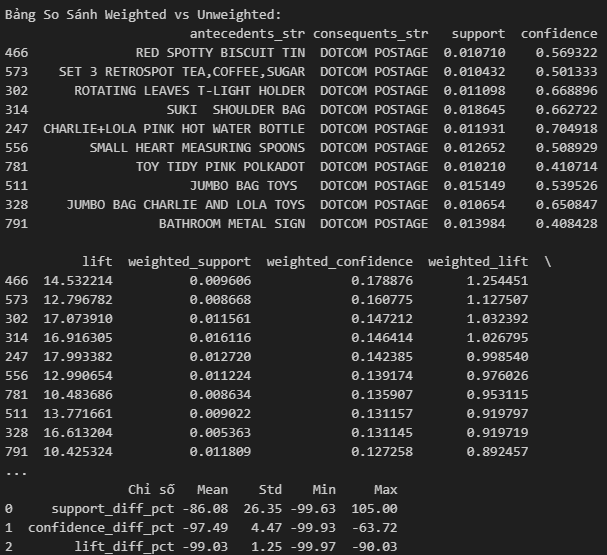 Bảng So Sánh Weighted vs Unweighted:
antecedents_str consequents_str support confidence
466 RED SPOTTY BISCUIT TIN DOTCOM POSTAGE 0.010710 0.569322
573 SET 3 RETROSPOT TEA,COFFEE,SUGAR DOTCOM POSTAGE 0.010432 0.501333
302 ROTATING LEAVES T-LIGHT HOLDER DOTCOM POSTAGE 0.011098 0.668896
314 SUKI  SHOULDER BAG DOTCOM POSTAGE 0.018645 0.662722
247 CHARLIE+LOLA PINK HOT WATER BOTTLE DOTCOM POSTAGE 0.011931 0.704918
556 SMALL HEART MEASURING SPOONS DOTCOM POSTAGE 0.012652 0.508929
781 TOY TIDY PINK POLKADOT DOTCOM POSTAGE 0.010210 0.410714
511 JUMBO BAG TOYS DOTCOM POSTAGE 0.015149 0.539526
328 JUMBO BAG CHARLIE AND LOLA TOYS DOTCOM POSTAGE 0.010654 0.650847
791 BATHROOM METAL SIGN DOTCOM POSTAGE 0.013984 0.408428
lift weighted_support weighted_confidence weighted_lift \
466 14.532214 0.009606 0.178876 1.254451
573 12.796782 0.008668 0.160775 1.127507
302 17.073910 0.011561 0.147212 1.032392
314 16.916305 0.016116 0.146414 1.026795
247 17.993382 0.012720 0.142385 0.998540
556 12.990654 0.011224 0.139174 0.976026
781 10.483686 0.008634 0.135907 0.953115
511 13.771661 0.009022 0.131157 0.919797
328 16.613204 0.005363 0.131145 0.919719
791 10.425324 0.011809 0.127258 0.892457
...
Chỉ số Mean Std Min Max
0 support_diff_pct -86.08 26.35 -99.63 105.00
1 confidence_diff_pct -97.49 4.47 -99.93 -63.72
2 lift_diff_pct -99.03 1.25 -99.97 -90.03